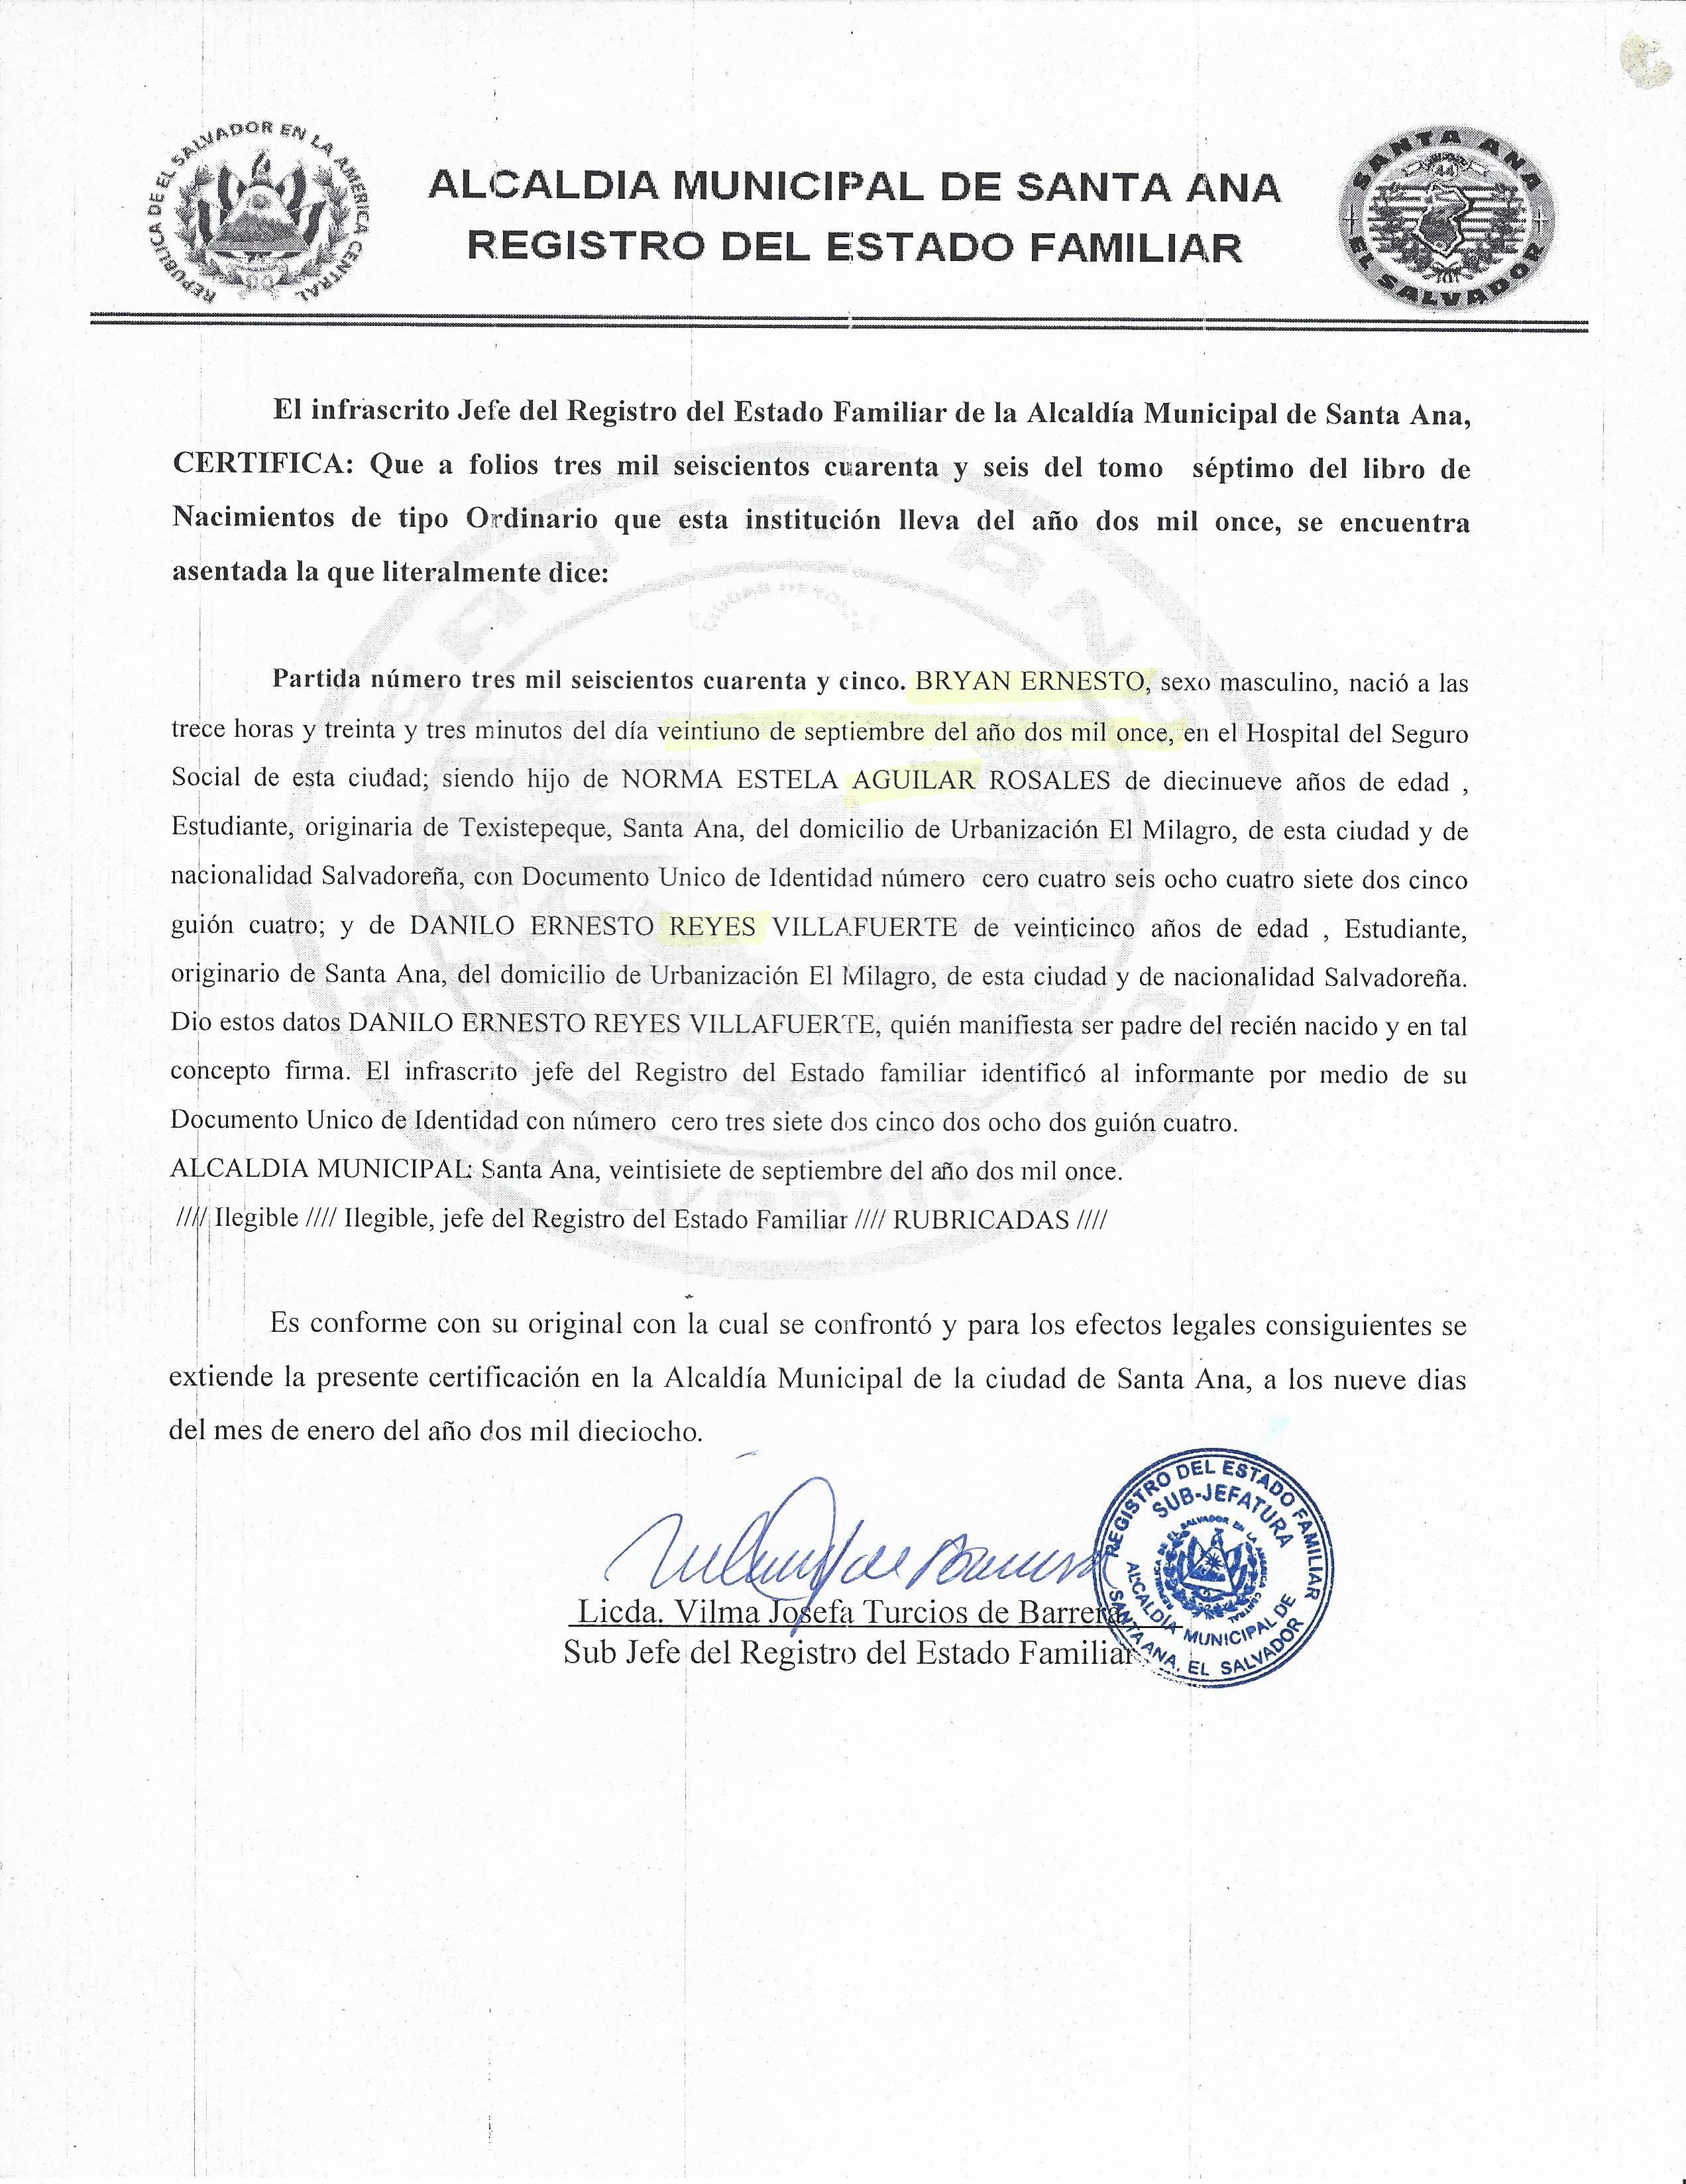 REPUBLICA DE EL SALVADOR EN LA AMERICA CENTRAL
ALCALDIA MUNICIPAL DE SANTA ANA
REGISTRO DEL ESTADO FAMILIAR
SANTA ANA
44
EL SALVADOR
El infrascrito Jefe del Registro del Estado Familiar de la Alcaldía Municipal de Santa Ana,
CERTIFICA: Que a folios tres mil seiscientos cuarenta y seis del tomo séptimo del libro de
Nacimientos de tipo Ordinario que esta institución lleva del año dos mil once, se encuentra
asentada la que literalmente dice:
Partida número tres mil seiscientos cuarenta y cinco. BRYAN ERNESTO, sexo masculino, nació a las
trece horas y treinta y tres minutos del día veintiuno de septiembre del año dos mil once, en el Hospital del Seguro
Social de esta ciudad; siendo hijo de NORMA ESTELA AGUILAR ROSALES de diecinueve años de edad ,
Estudiante, originaria de Texistepeque, Santa Ana, del domicilio de Urbanización El Milagro, de esta ciudad y de
nacionalidad Salvadoreña, con Documento Unico de Identidad número cero cuatro seis ocho cuatro siete dos cinco
guión cuatro; y de DANILO ERNESTO REYES VILLAFUERTE de veinticinco años de edad , Estudiante,
originario de Santa Ana, del domicilio de Urbanización El Milagro, de esta ciudad y de nacionalidad Salvadoreña.
Dio estos datos DANILO ERNESTO REYES VILLAFUERTE, quién manifiesta ser padre del recién nacido y en tal
concepto firma. El infrascrito jefe del Registro del Estado familiar identificó al informante por medio de su
Documento Unico de Identidad con número cero tres siete dos cinco dos ocho dos guión cuatro.
ALCALDIA MUNICIPAL: Santa Ana, veintisiete de septiembre del año dos mil once.
//// Ilegible //// Ilegible, jefe del Registro del Estado Familiar //// RUBRICADAS ////
Es conforme con su original con la cual se confrontó y para los efectos legales consiguientes se
extiende la presente certificación en la Alcaldía Municipal de la ciudad de Santa Ana, a los nueve dias
del mes de enero del año dos mil dieciocho.
Licda. Vilma Josefa Turcios de Barrera
Sub Jefe del Registro del Estado Familiar
REGISTRO DEL ESTADO FAMILIAR
SUB-JEFATURA
ALCALDÍA MUNICIPAL DE
SANTA ANA, EL SALVADOR